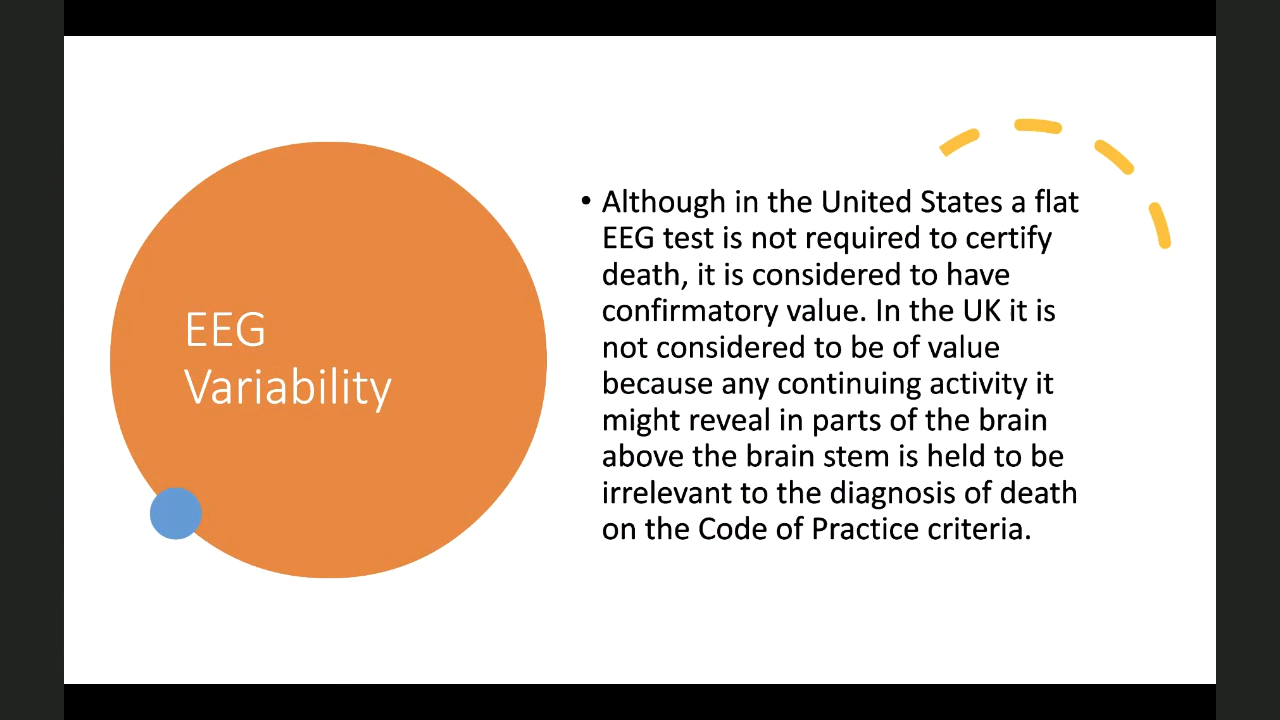 EEG
Variability
• Although in the United States a flat
EEG test is not required to certify
death, it is considered to have
confirmatory value. In the UK it is
not considered to be of value
because any continuing activity it
might reveal in parts of the brain
above the brain stem is held to be
irrelevant to the diagnosis of death
on the Code of Practice criteria.